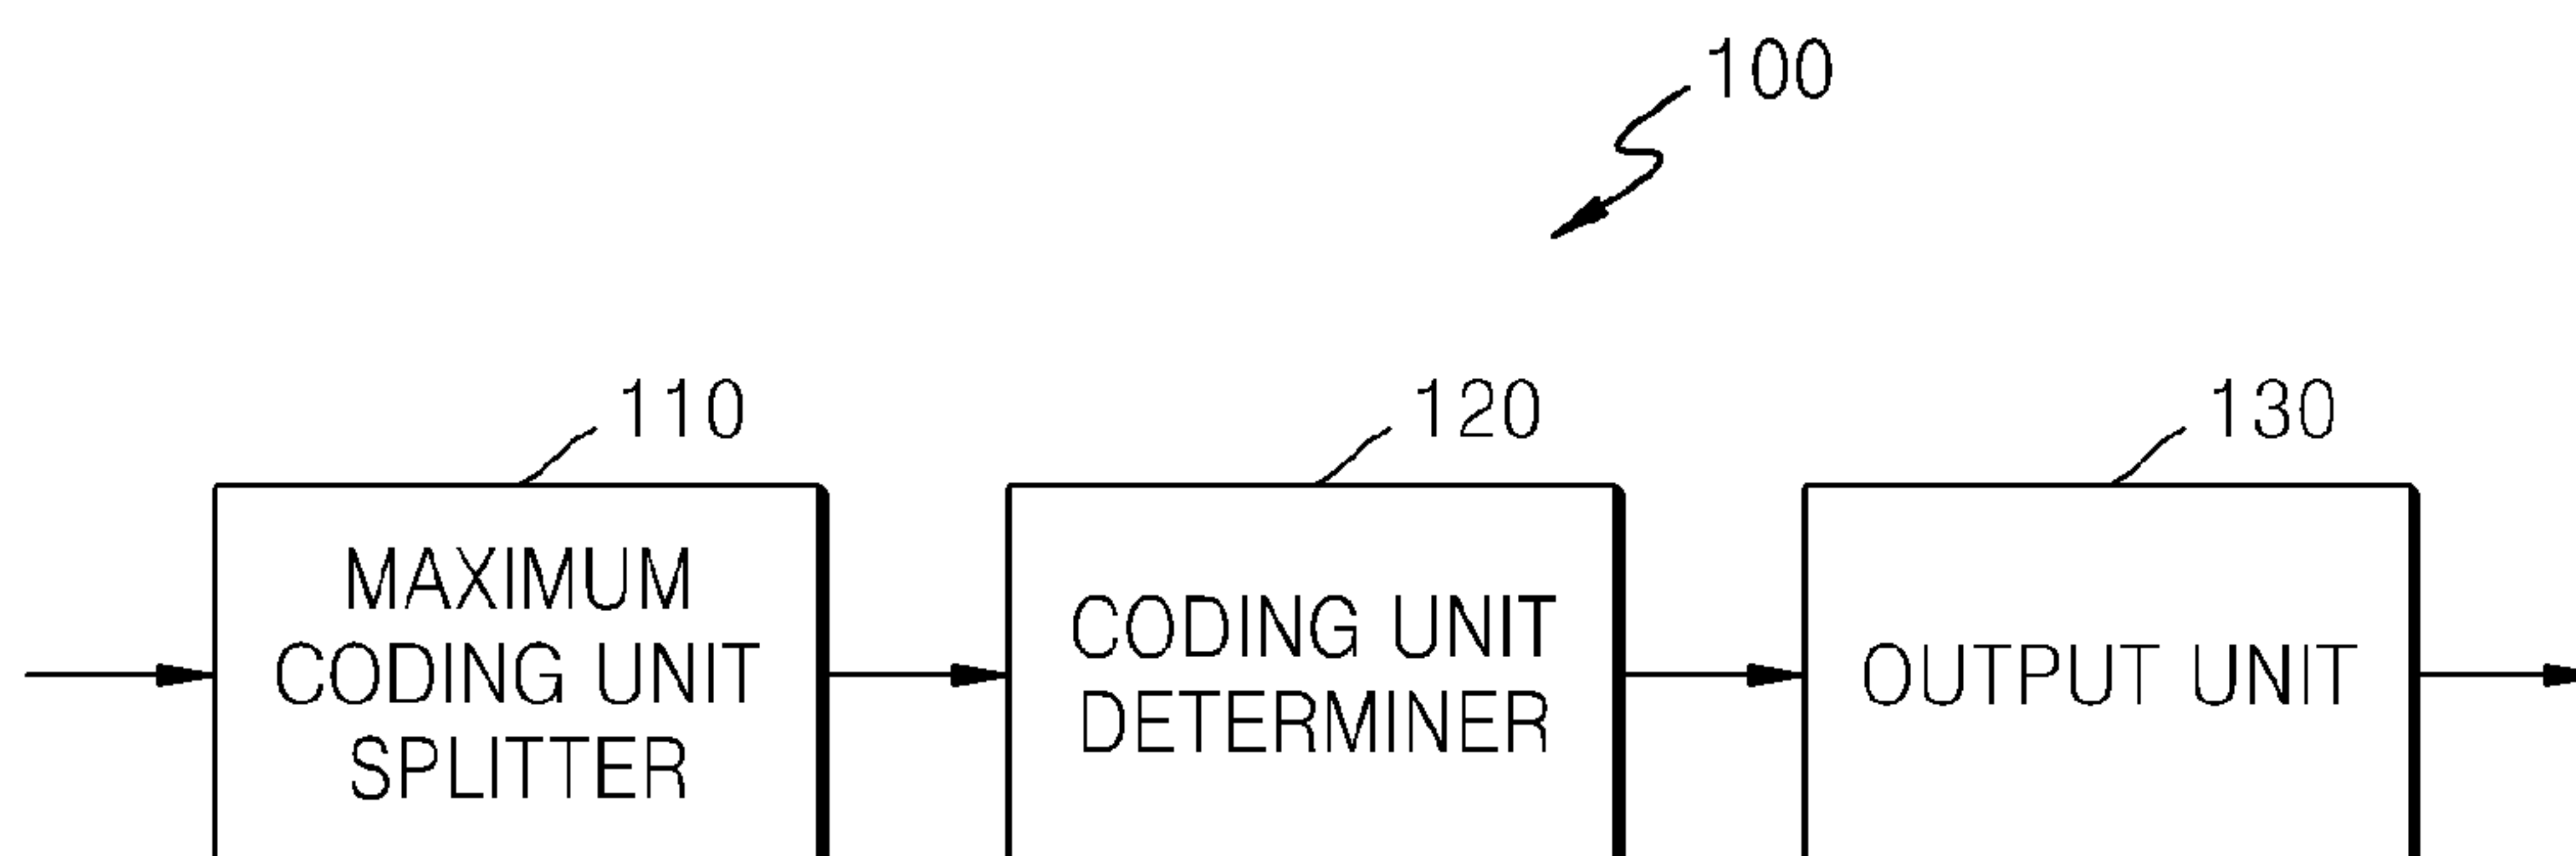 100
110
120
130
MAXIMUM
CODING UNIT
SPLITTER
CODING UNIT
DETERMINER
OUTPUT UNIT